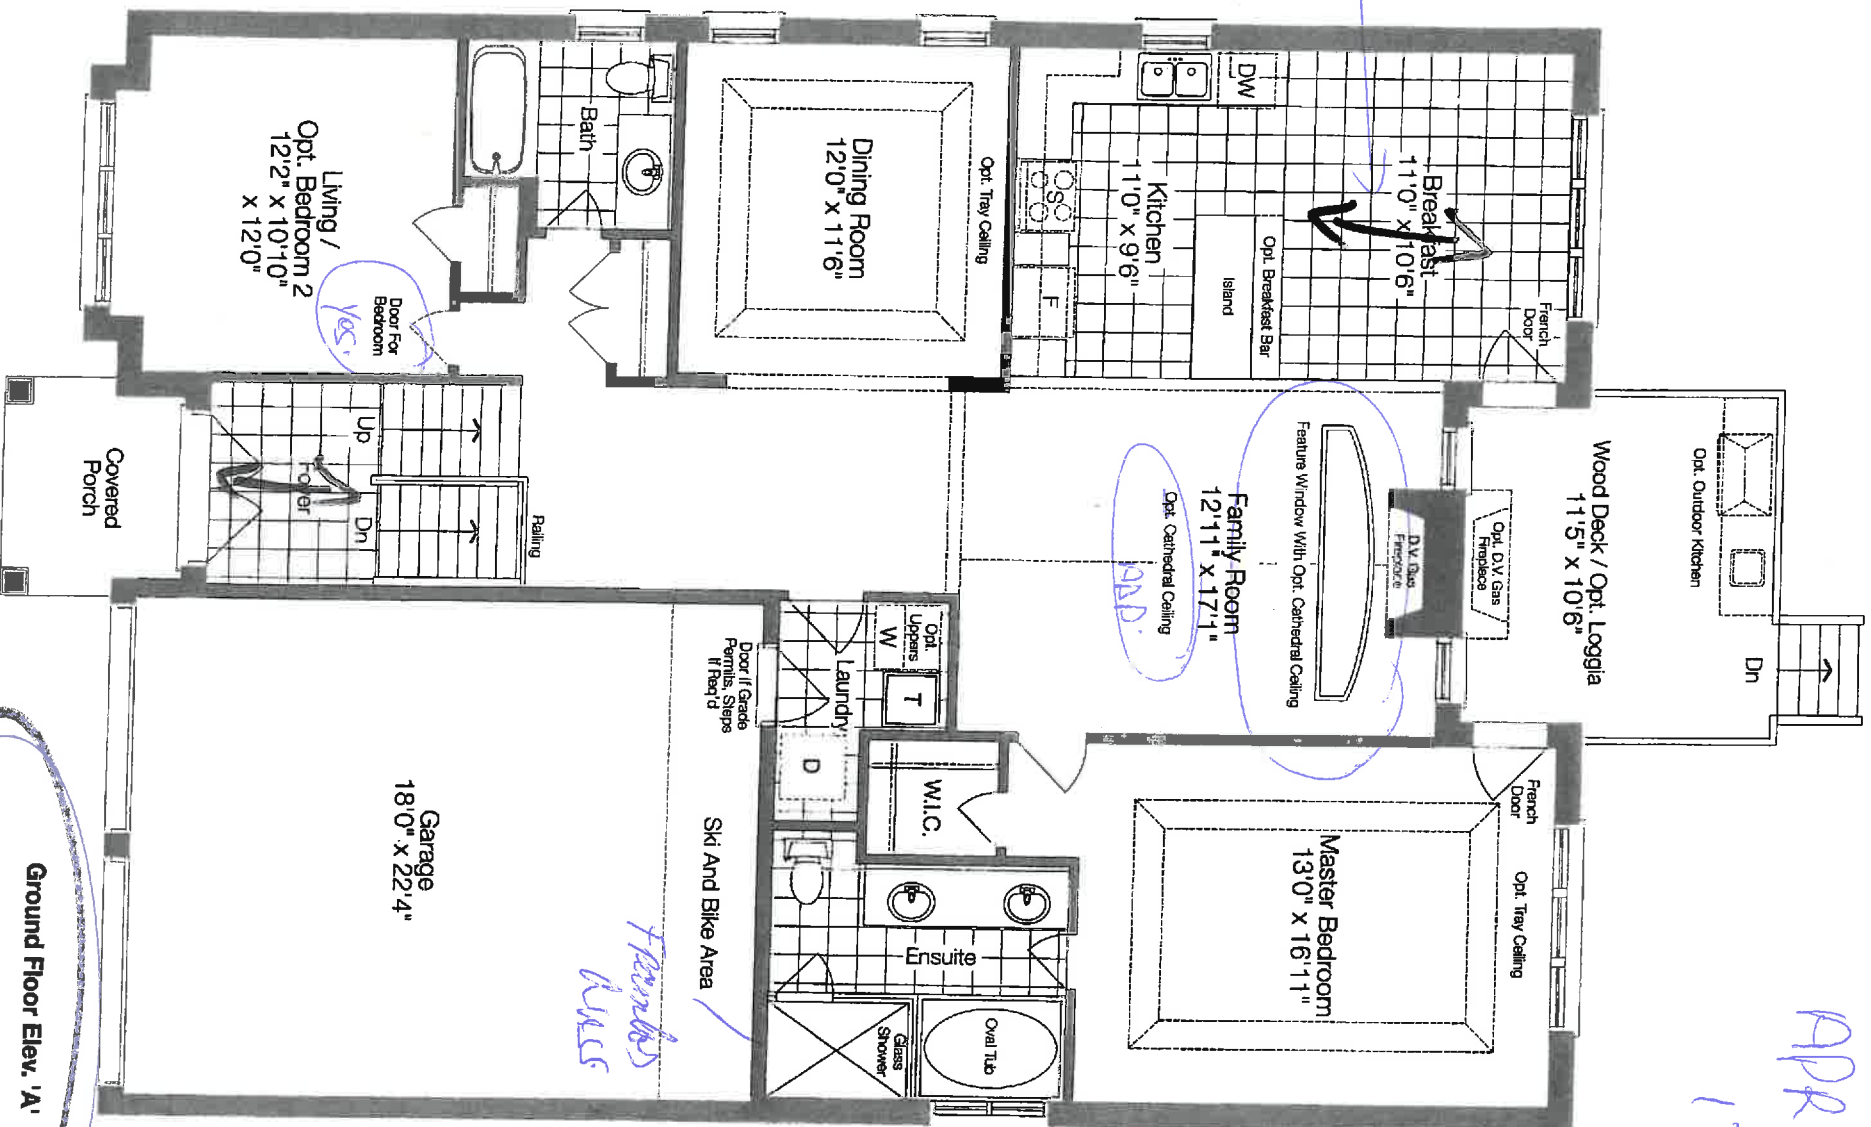 Opt. Outdoor Kitchen
Dn
Wood Deck / Opt. Loggia
11'5" x 10'6"
Opt. D.V. Gas
Fireplace
D.V. Gas
Fireplace
French
Door
Breakfast
11'0" x 10'6"
DW
Opt. Breakfast Bar
Island
Kitchen
11'0" x 9'6"
S
F
Feature Window With Opt. Cathedral Ceiling
Family Room
12'11" x 17'1"
Opt. Cathedral Ceiling
ADD.
French
Door
Opt. Tray Ceiling
Master Bedroom
13'0" x 16'11"
W.I.C.
Ensuite
Oval Tub
Glass
Shower
Opt.
Uppers
W
T
Laundry
D
Door If Grade
Permits, Steps
If Req'd
Opt. Tray Ceiling
Dining Room
12'0" x 11'6"
Bath
Ski And Bike Area
Railing
Living /
Opt. Bedroom 2
12'2" x 10'10"
x 12'0"
Door For
Bedroom
Yes.
Up
Foyer
Dn
Garage
18'0" x 22'4"
Covered
Porch
Ground Floor Elev. 'A'
APR